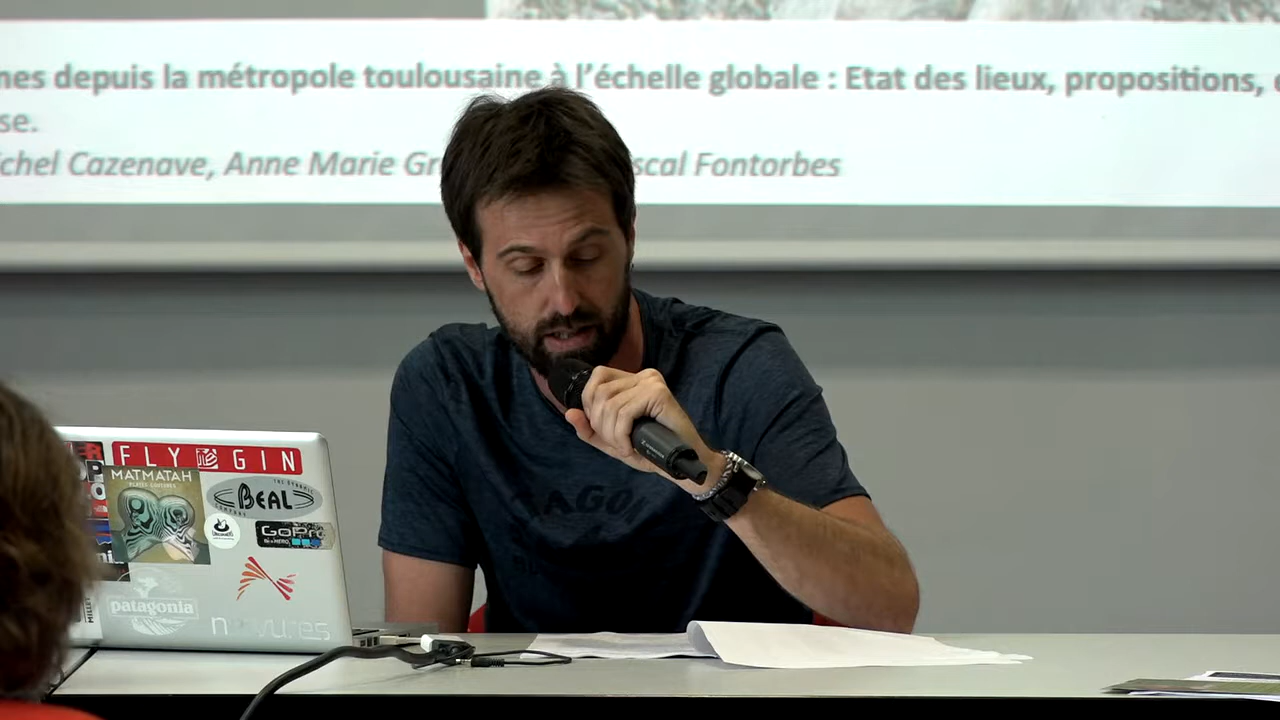 nes depuis la métropole toulousaine à l'échelle globale : Etat des lieux, propositions,
se.
ichel Cazenave, Anne Marie Gr scal Fontorbes
FLY GIN
MATMATAH
BEAL
GoPro
patagonia